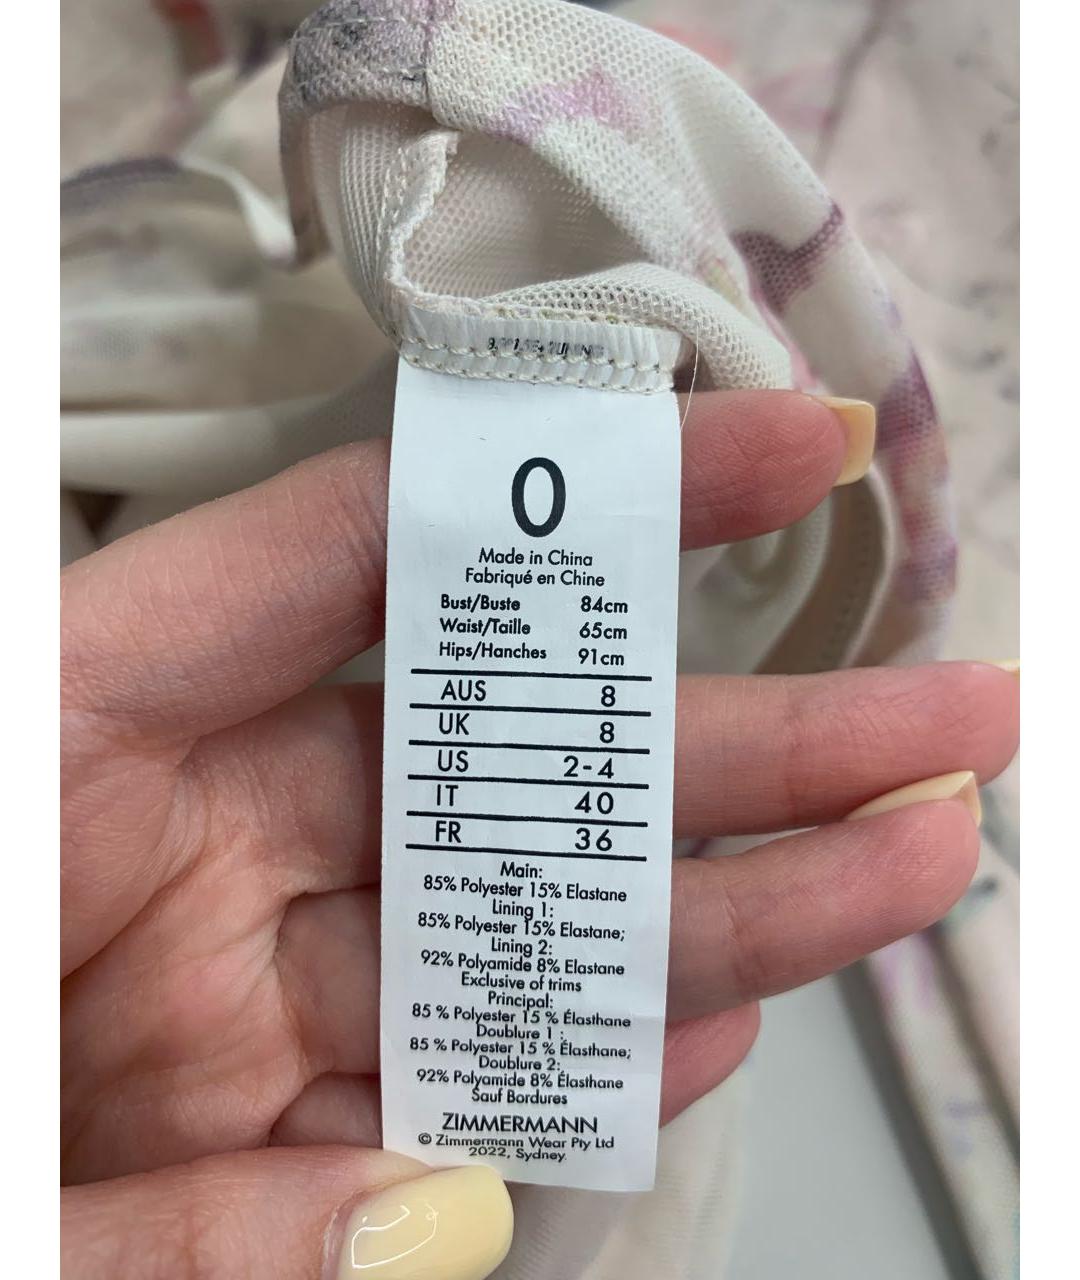 0
Made in China
Fabriqué en Chine
Bust/Buste 84cm
Waist/Taille 65cm
Hips/Hanches 91cm
AUS 8
UK 8
US 2-4
IT 40
FR 36
Main:
85% Polyester 15% Elastane
Lining 1:
85% Polyester 15% Elastane;
Lining 2:
92% Polyamide 8% Elastane
Exclusive of trims
Principal:
85 % Polyester 15 % Élasthane
Doublure 1 :
85 % Polyester 15 % Élasthane;
Doublure 2:
92% Polyamide 8% Élasthane
Sauf Bordures
ZIMMERMANN
© Zimmermann Wear Pty Ltd
2022, Sydney.